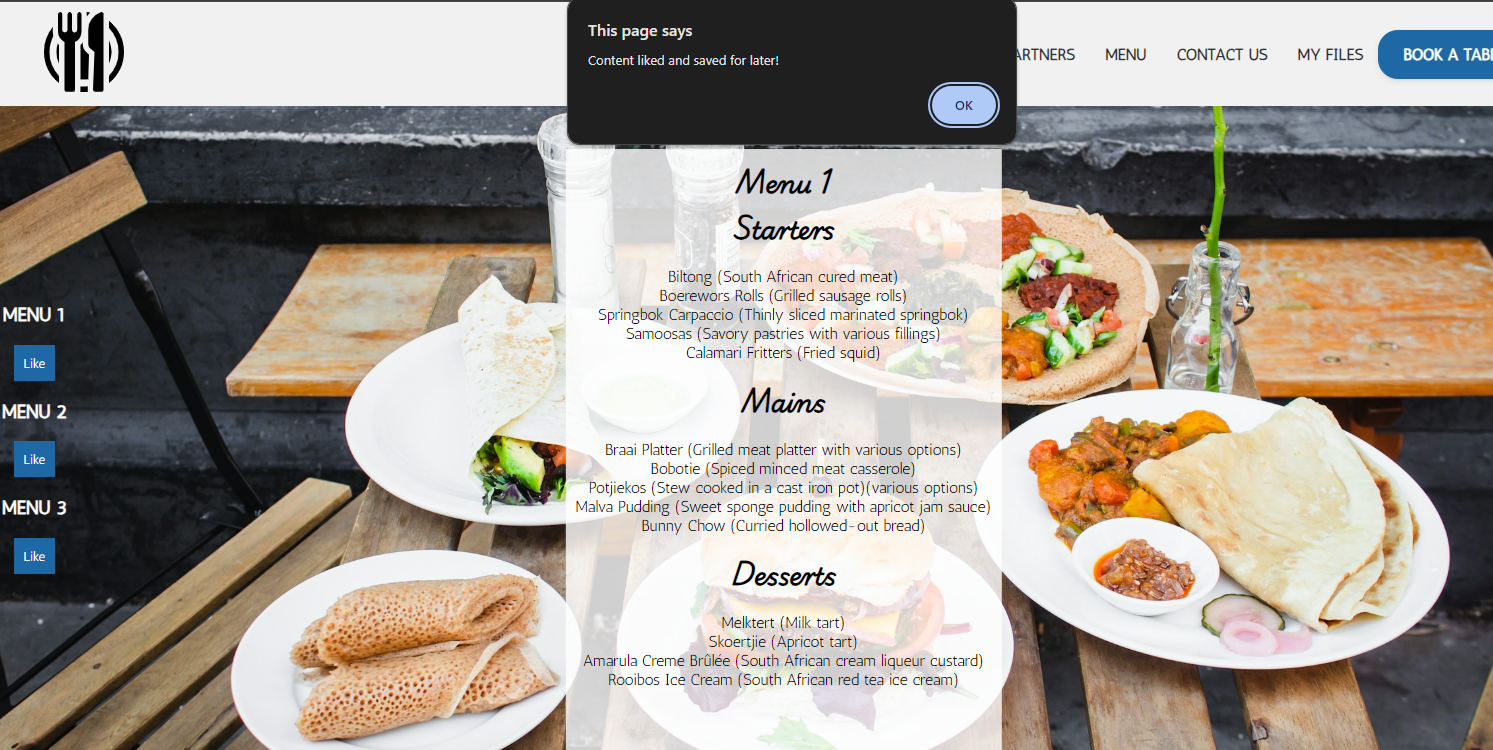 This page says
Content liked and saved for later!
OK
ARTNERS MENU CONTACT US MY FILES BOOK A TAB
MENU 1
Like
MENU 2
Like
MENU 3
Like
Menu 1
Starters
Biltong (South African cured meat)
Boerewors Rolls (Grilled sausage rolls)
Springbok Carpaccio (Thinly sliced marinated springbok)
Samoosas (Savory pastries with various fillings)
Calamari Fritters (Fried squid)
Mains
Braai Platter (Grilled meat platter with various options)
Bobotie (Spiced minced meat casserole)
Potjiekos (Stew cooked in a cast iron pot)(various options)
Malva Pudding (Sweet sponge pudding with apricot jam sauce)
Bunny Chow (Curried hollowed-out bread)
Desserts
Melktert (Milk tart)
Skoertjie (Apricot tart)
Amarula Creme Brûlée (South African cream liqueur custard)
Rooibos Ice Cream (South African red tea ice cream)